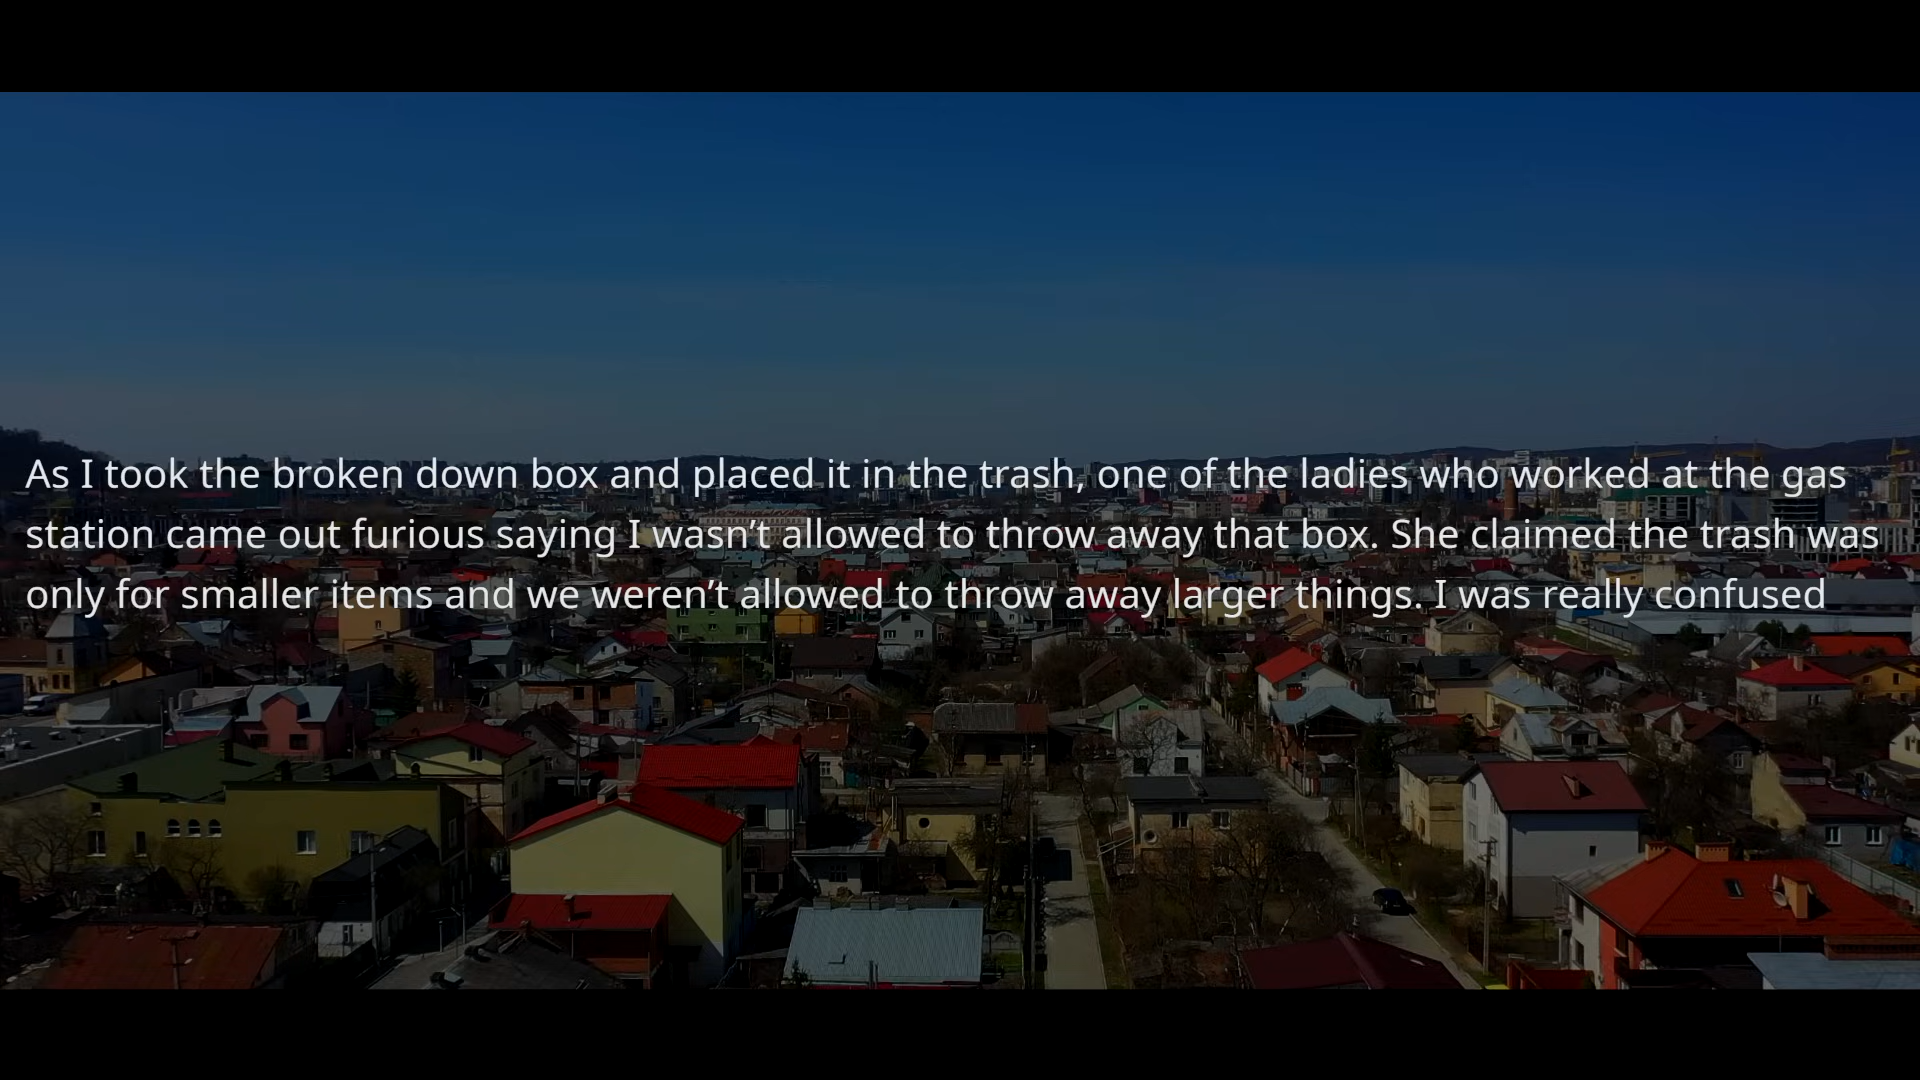 As I took the broken down box and placed it in the trash, one of the ladies who worked at the gas
station came out furious saying I wasn’t allowed to throw away that box. She claimed the trash was
only for smaller items and we weren’t allowed to throw away larger things. I was really confused